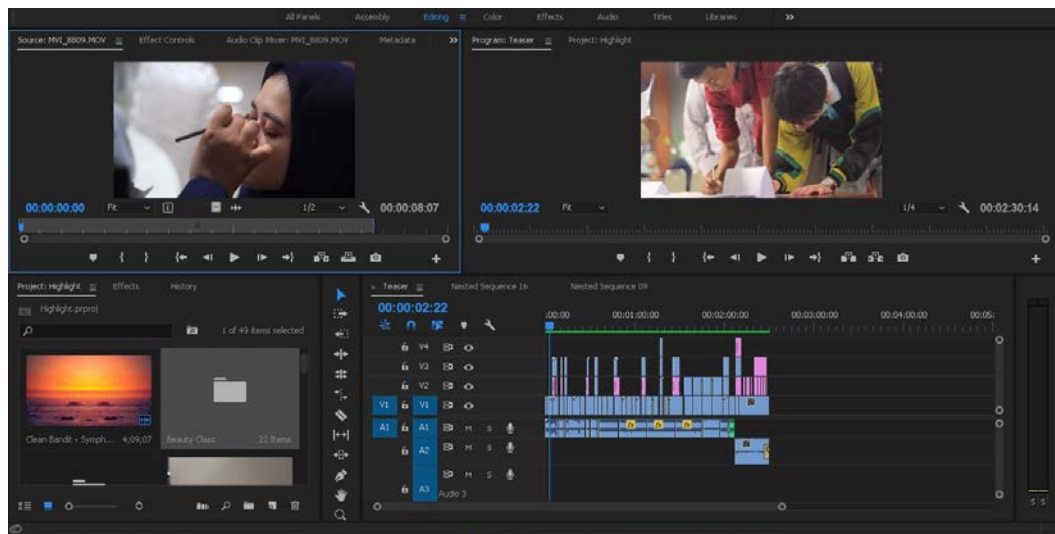 All Panels Assembly Editing Color Effects Audio Titles Libraries
Source: MVI_8809.MOV Effect Controls Audio Clip Mixer: MVI_8809.MOV Metadata
Program: Teaser Project: Highlight
00:00:00:00 Fit 1/2 00:00:08:07
00:00:02:22 Fit 1/4 00:02:30:14
Project: Highlight Effects History
Highlight.prproj
1 of 49 items selected
Clean Bandit - Symph... 4;09;07
Beauty Class 22 Items
× Teaser Nested Sequence 16 Nested Sequence 09
00:00:02:22
:00:00 00:01:00:00 00:02:00:00 00:03:00:00 00:04:00:00 00:05:
V4
V3
V2
V1 V1
A1 A1 M S
A2 M S
M S
A3 Audio 3
fx fx fx
S S